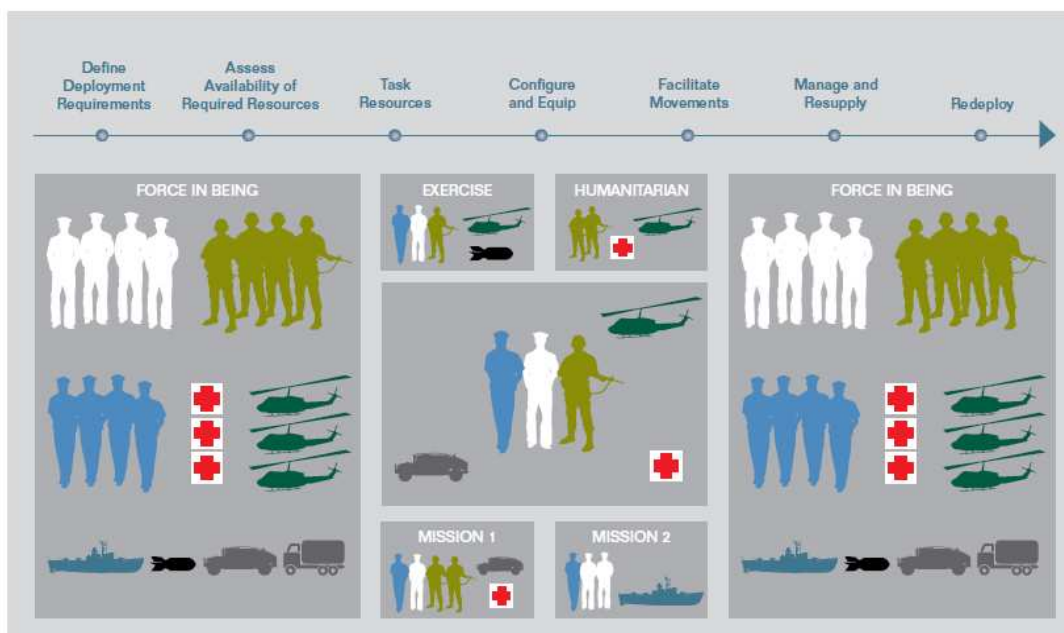 Define
Deployment
Requirements
Assess
Availability of
Required Resources
Task
Resources
Configure
and Equip
Facilitate
Movements
Manage and
Resupply
Redeploy
FORCE IN BEING
EXERCISE
HUMANITARIAN
FORCE IN BEING
MISSION 1
MISSION 2